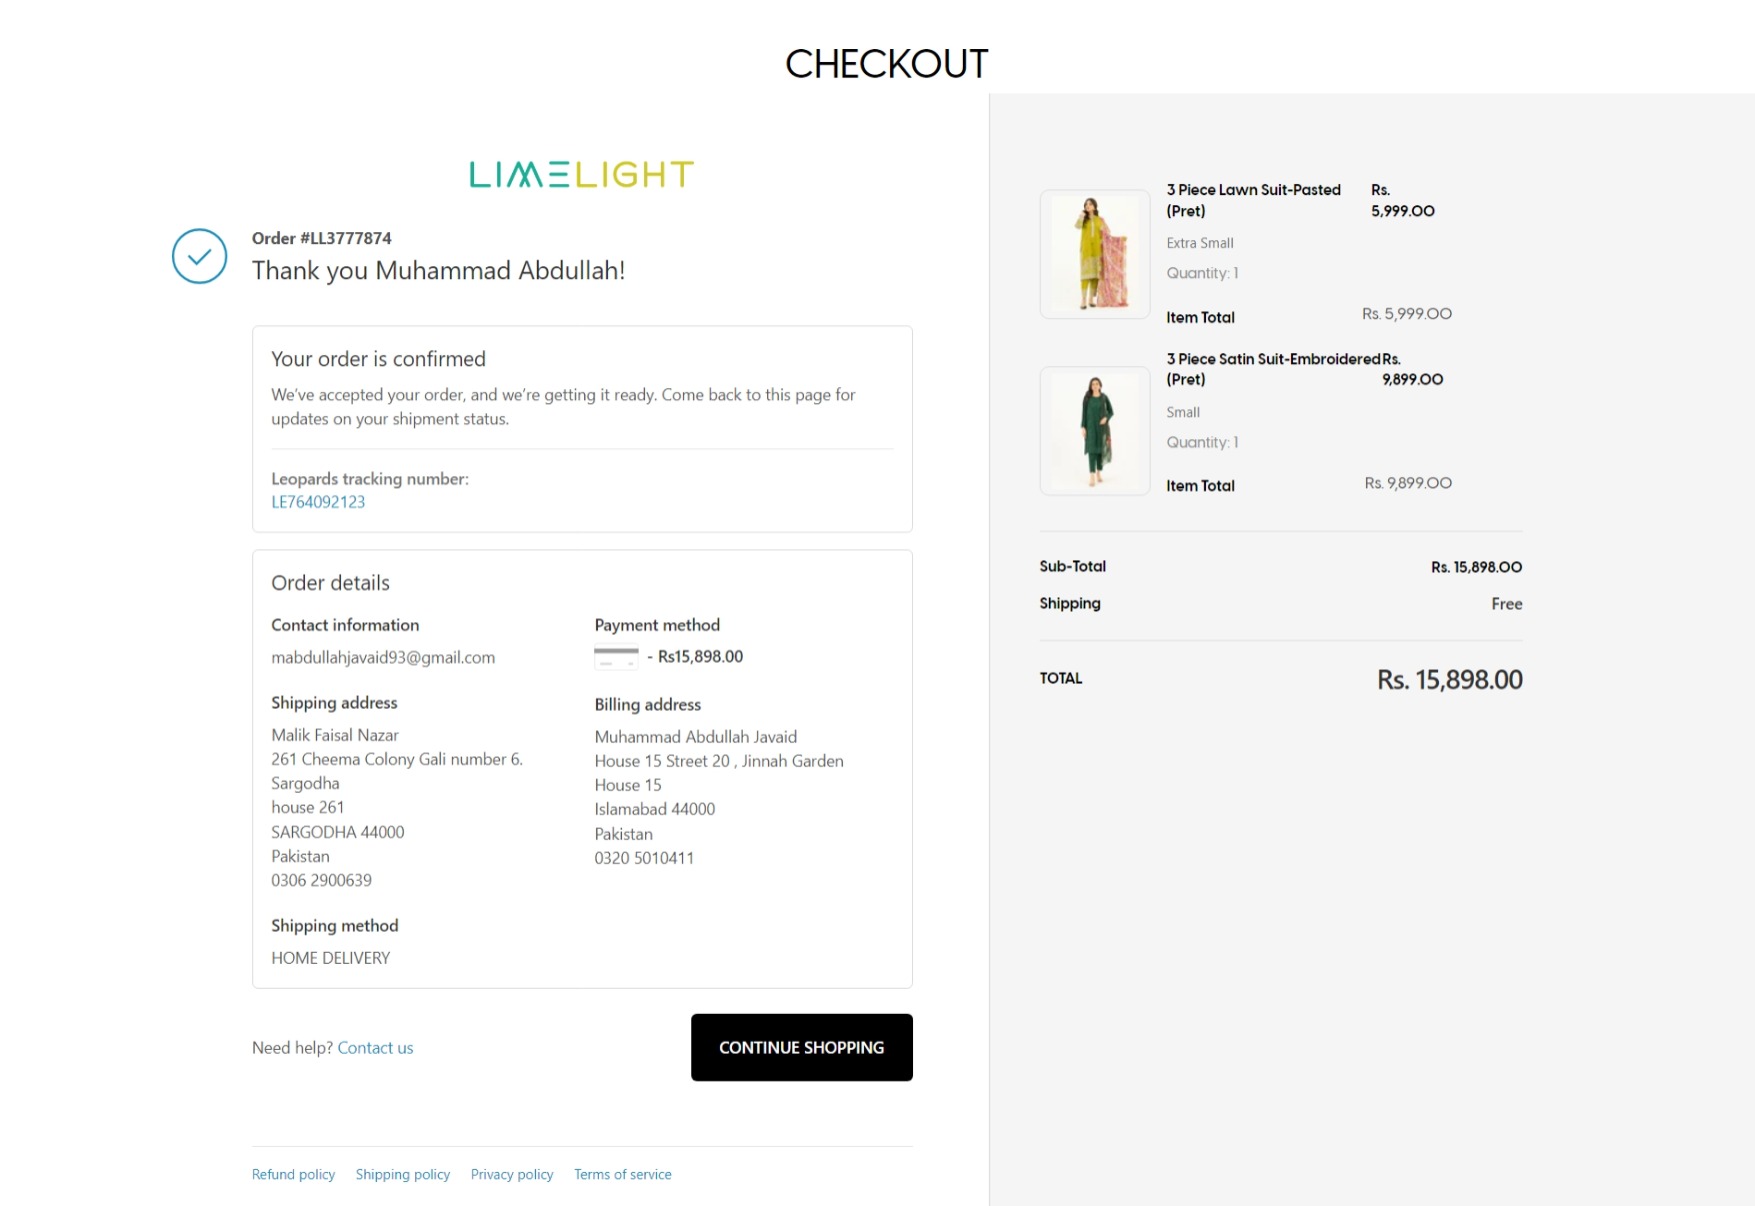 CHECKOUT
LIMELIGHT
Order #LL3777874
Thank you Muhammad Abdullah!
Your order is confirmed
We've accepted your order, and we're getting it ready. Come back to this page for
updates on your shipment status.
Leopards tracking number:
LE764092123
Order details
Contact information
mabdullahjavaid93@gmail.com
Shipping address
Malik Faisal Nazar
261 Cheema Colony Gali number 6.
Sargodha
house 261
SARGODHA 44000
Pakistan
0306 2900639
Shipping method
HOME DELIVERY
Payment method
- Rs15,898.00
Billing address
Muhammad Abdullah Javaid
House 15 Street 20 , Jinnah Garden
House 15
Islamabad 44000
Pakistan
0320 5010411
Need help? Contact us
CONTINUE SHOPPING
Refund policy Shipping policy Privacy policy Terms of service
3 Piece Lawn Suit-Pasted Rs.
(Pret) 5,999.00
Extra Small
Quantity: 1
Item Total Rs. 5,999.00
3 Piece Satin Suit-Embroidered Rs.
(Pret) 9,899.00
Small
Quantity: 1
Item Total Rs. 9,899.00
Sub-Total Rs. 15,898.00
Shipping Free
TOTAL Rs. 15,898.00